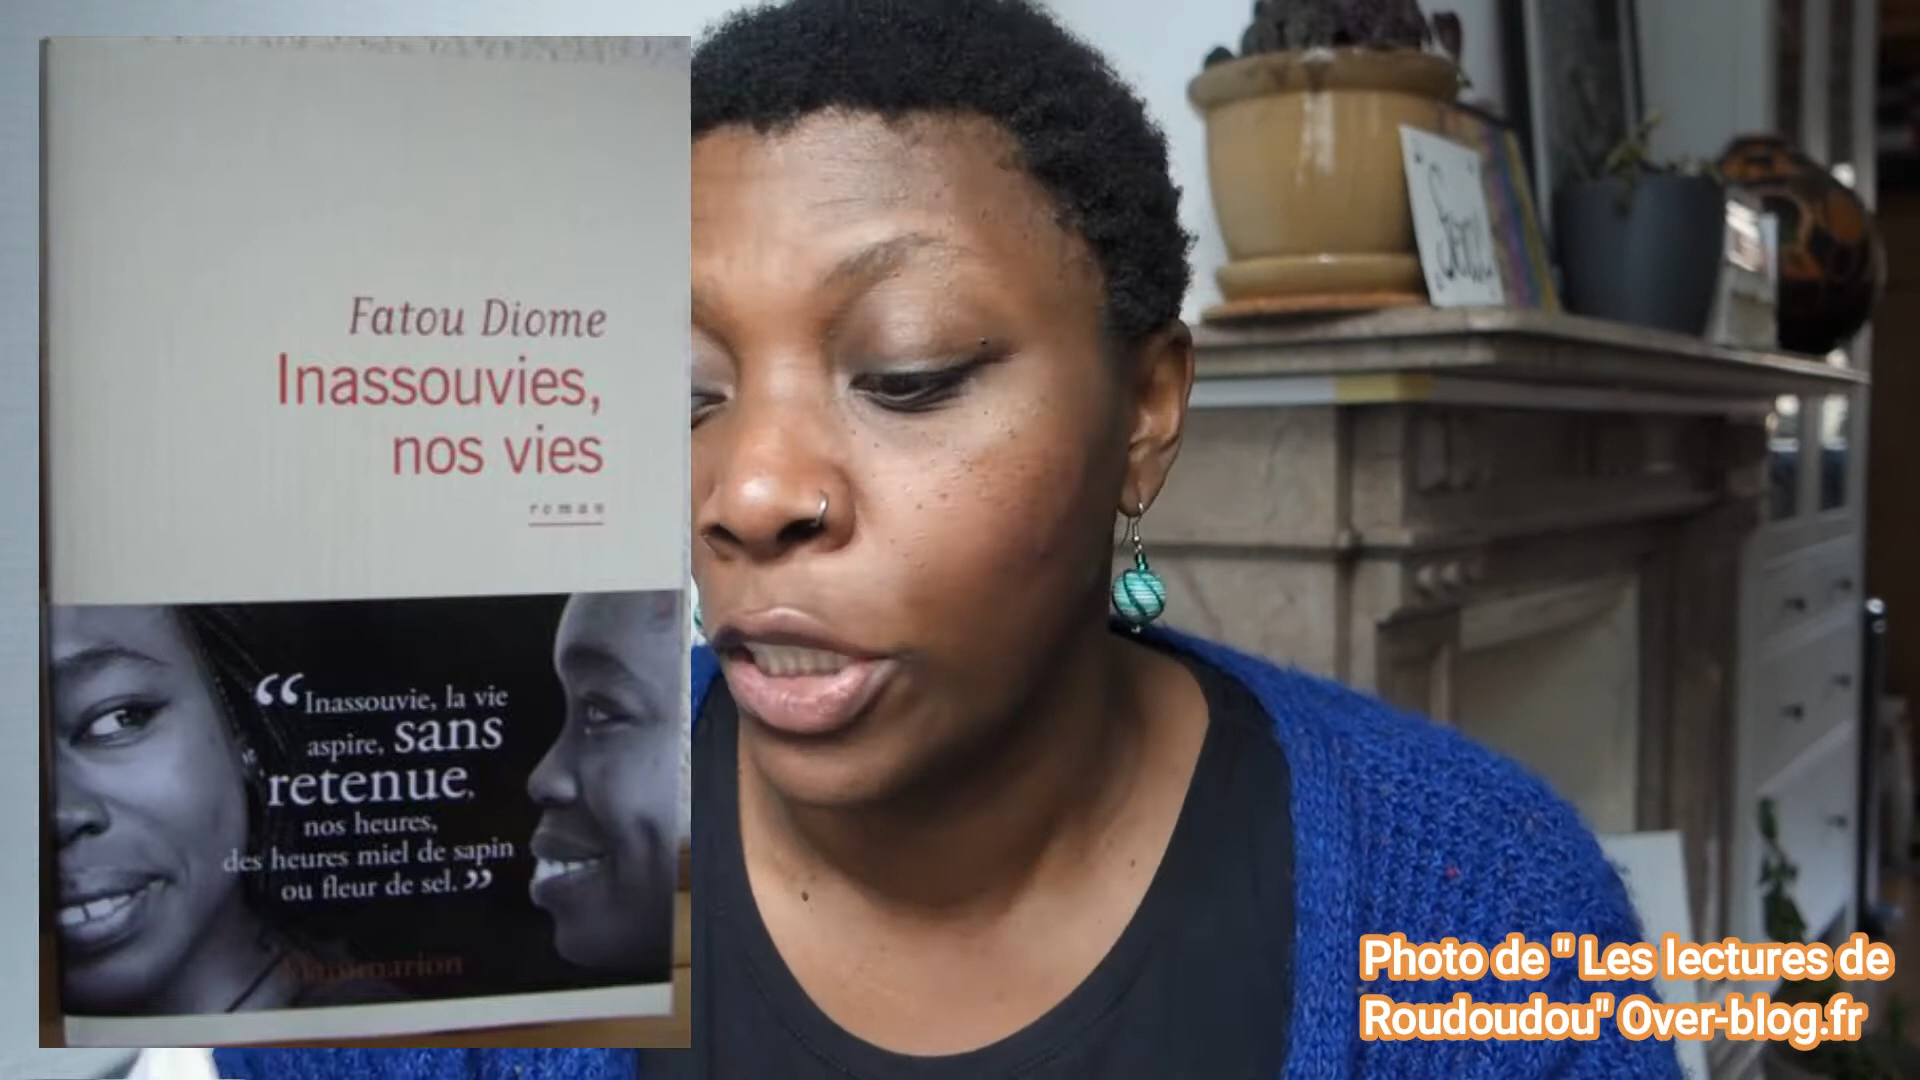 Fatou Diome
Inassouvies,
nos vies
roman
“Inassouvie, la vie
aspire, sans
retenue,
nos heures,
des heures miel de sapin
ou fleur de sel.”
Flammarion
Photo de " Les lectures de
Roudoudou" Over-blog.fr